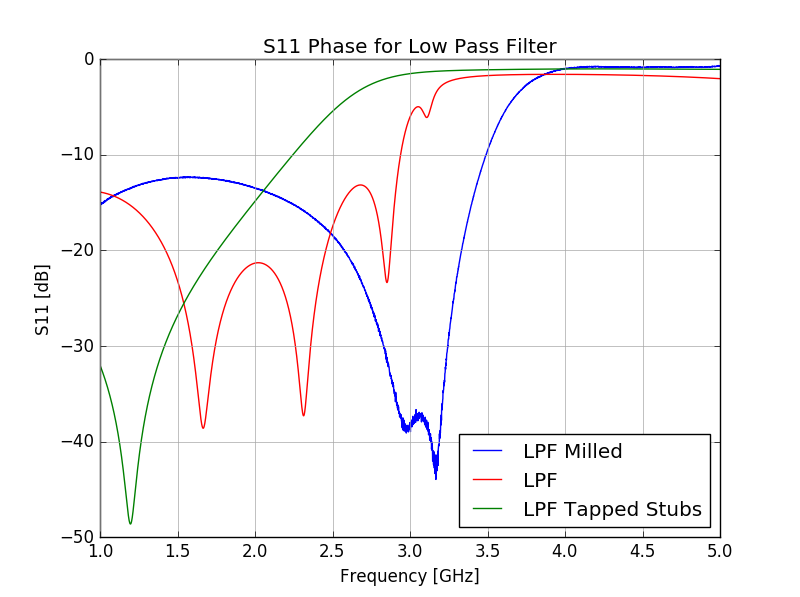 S11 Phase for Low Pass Filter
0
−10
−20
−30
−40
−50
S11 [dB]
LPF Milled
LPF
LPF Tapped Stubs
1.0 1.5 2.0 2.5 3.0 3.5 4.0 4.5 5.0
Frequency [GHz]